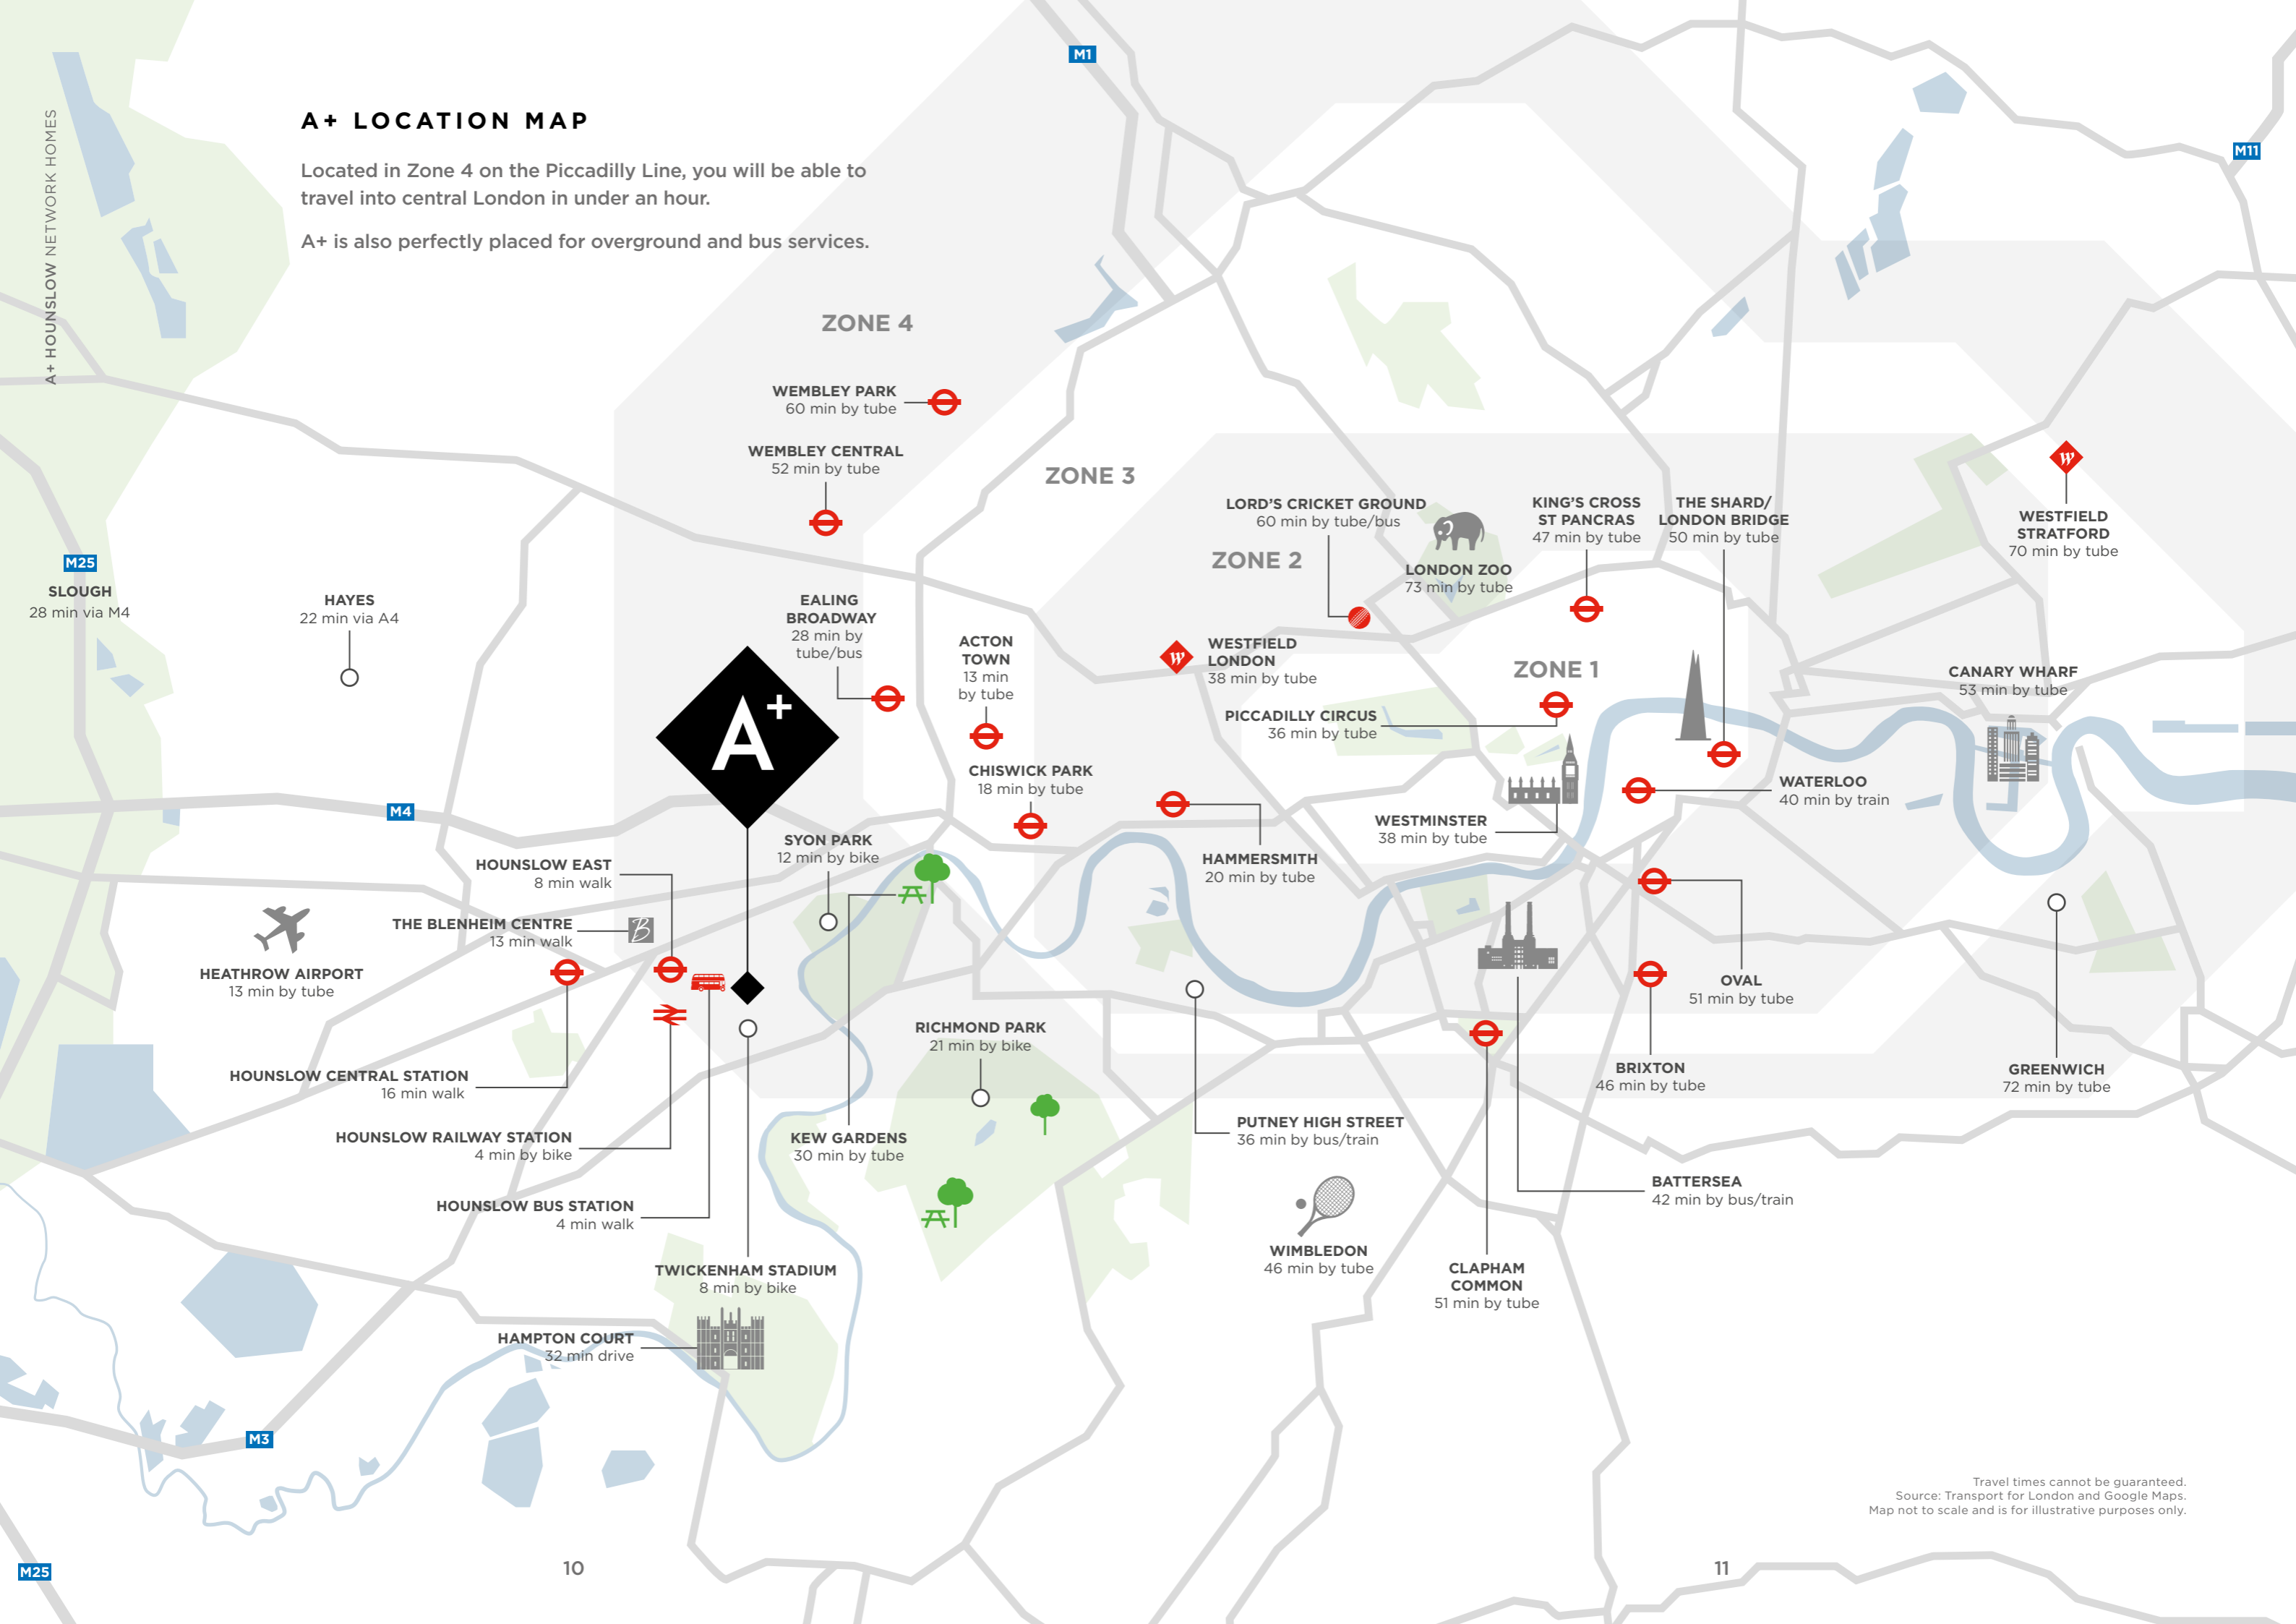 A+ HOUNSLOW NETWORK HOMES
A+ LOCATION MAP
Located in Zone 4 on the Piccadilly Line, you will be able to
travel into central London in under an hour.
A+ is also perfectly placed for overground and bus services.
M1
M11
ZONE 4
WEMBLEY PARK
60 min by tube
WEMBLEY CENTRAL
52 min by tube
ZONE 3
LORD'S CRICKET GROUND
60 min by tube/bus
ZONE 2
LONDON ZOO
73 min by tube
KING'S CROSS
ST PANCRAS
47 min by tube
THE SHARD/
LONDON BRIDGE
50 min by tube
W
WESTFIELD
STRATFORD
70 min by tube
M25
SLOUGH
28 min via M4
HAYES
22 min via A4
EALING
BROADWAY
28 min by
tube/bus
ACTON
TOWN
13 min
by tube
W
WESTFIELD
LONDON
38 min by tube
ZONE 1
CANARY WHARF
53 min by tube
PICCADILLY CIRCUS
36 min by tube
A+
CHISWICK PARK
18 min by tube
WATERLOO
40 min by train
M4
WESTMINSTER
38 min by tube
SYON PARK
12 min by bike
HAMMERSMITH
20 min by tube
HOUNSLOW EAST
8 min walk
THE BLENHEIM CENTRE
13 min walk
B
HEATHROW AIRPORT
13 min by tube
OVAL
51 min by tube
RICHMOND PARK
21 min by bike
HOUNSLOW CENTRAL STATION
16 min walk
BRIXTON
46 min by tube
GREENWICH
72 min by tube
HOUNSLOW RAILWAY STATION
4 min by bike
KEW GARDENS
30 min by tube
PUTNEY HIGH STREET
36 min by bus/train
HOUNSLOW BUS STATION
4 min walk
BATTERSEA
42 min by bus/train
WIMBLEDON
46 min by tube
CLAPHAM
COMMON
51 min by tube
TWICKENHAM STADIUM
8 min by bike
HAMPTON COURT
32 min drive
M3
Travel times cannot be guaranteed.
Source: Transport for London and Google Maps.
Map not to scale and is for illustrative purposes only.
M25
10
11